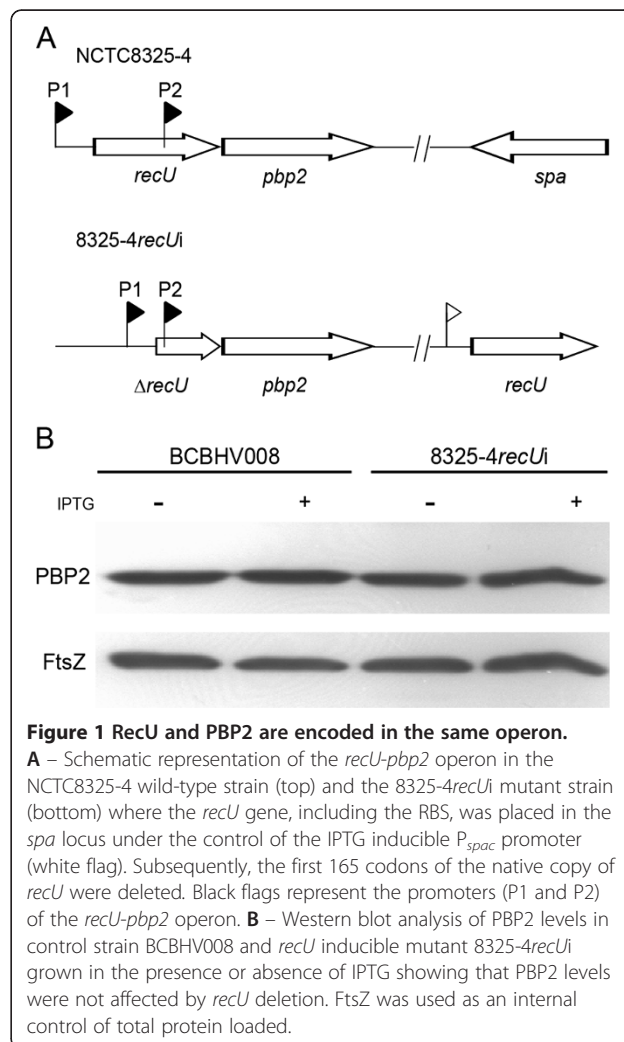 A
NCTC8325-4
P1 P2
recU pbp2 spa
8325-4recUi
P1 P2
ΔrecU pbp2 recU
B
BCBHV008 8325-4recUi
IPTG - + - +
PBP2
FtsZ
Figure 1 RecU and PBP2 are encoded in the same operon.
A – Schematic representation of the recU-pbp2 operon in the
NCTC8325-4 wild-type strain (top) and the 8325-4recUi mutant strain
(bottom) where the recU gene, including the RBS, was placed in the
spa locus under the control of the IPTG inducible Pspac promoter
(white flag). Subsequently, the first 165 codons of the native copy of
recU were deleted. Black flags represent the promoters (P1 and P2)
of the recU-pbp2 operon. B – Western blot analysis of PBP2 levels in
control strain BCBHV008 and recU inducible mutant 8325-4recUi
grown in the presence or absence of IPTG showing that PBP2 levels
were not affected by recU deletion. FtsZ was used as an internal
control of total protein loaded.